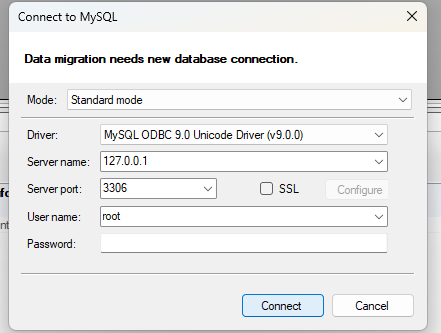 Connect to MySQL
Data migration needs new database connection.
Mode: Standard mode
Driver: MySQL ODBC 9.0 Unicode Driver (v9.0.0)
Server name: 127.0.0.1
Server port: 3306 SSL Configure
User name: root
Password:
Connect Cancel